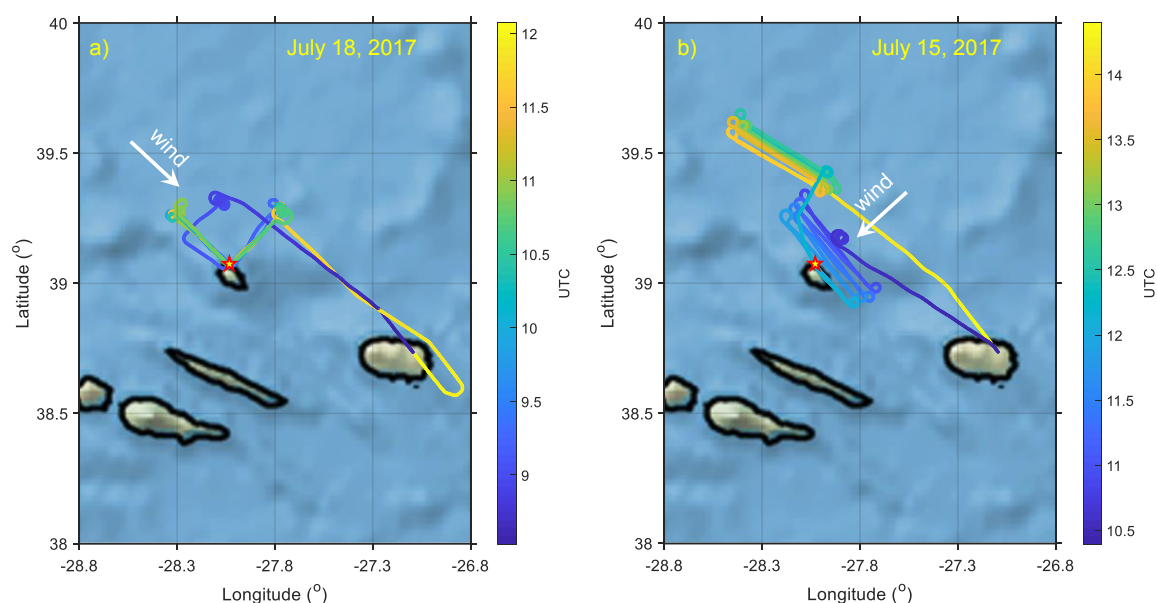 a)
July 18, 2017
wind
40
39.5
39
38.5
38
-28.8
-28.3
-27.8
-27.3
-26.8
Latitude (o)
Longitude (o)
12
11.5
11
10.5
10
9.5
9
UTC
b)
July 15, 2017
wind
40
39.5
39
38.5
38
-28.8
-28.3
-27.8
-27.3
-26.8
Latitude (o)
Longitude (o)
14
13.5
13
12.5
12
11.5
11
10.5
UTC